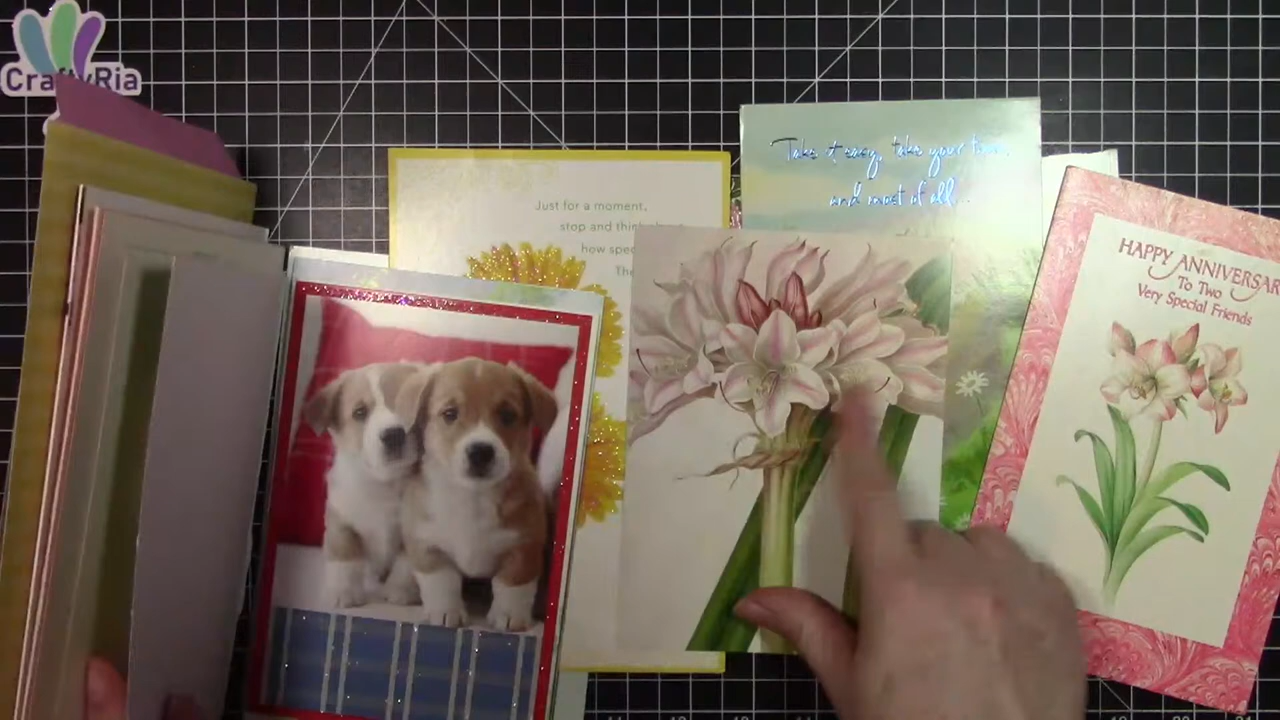 CraftyRia
Just for a moment,
stop and think
how
Take it easy, take your time,
and most of all...
HAPPY ANNIVERSAR
To Two
Very Special Friends